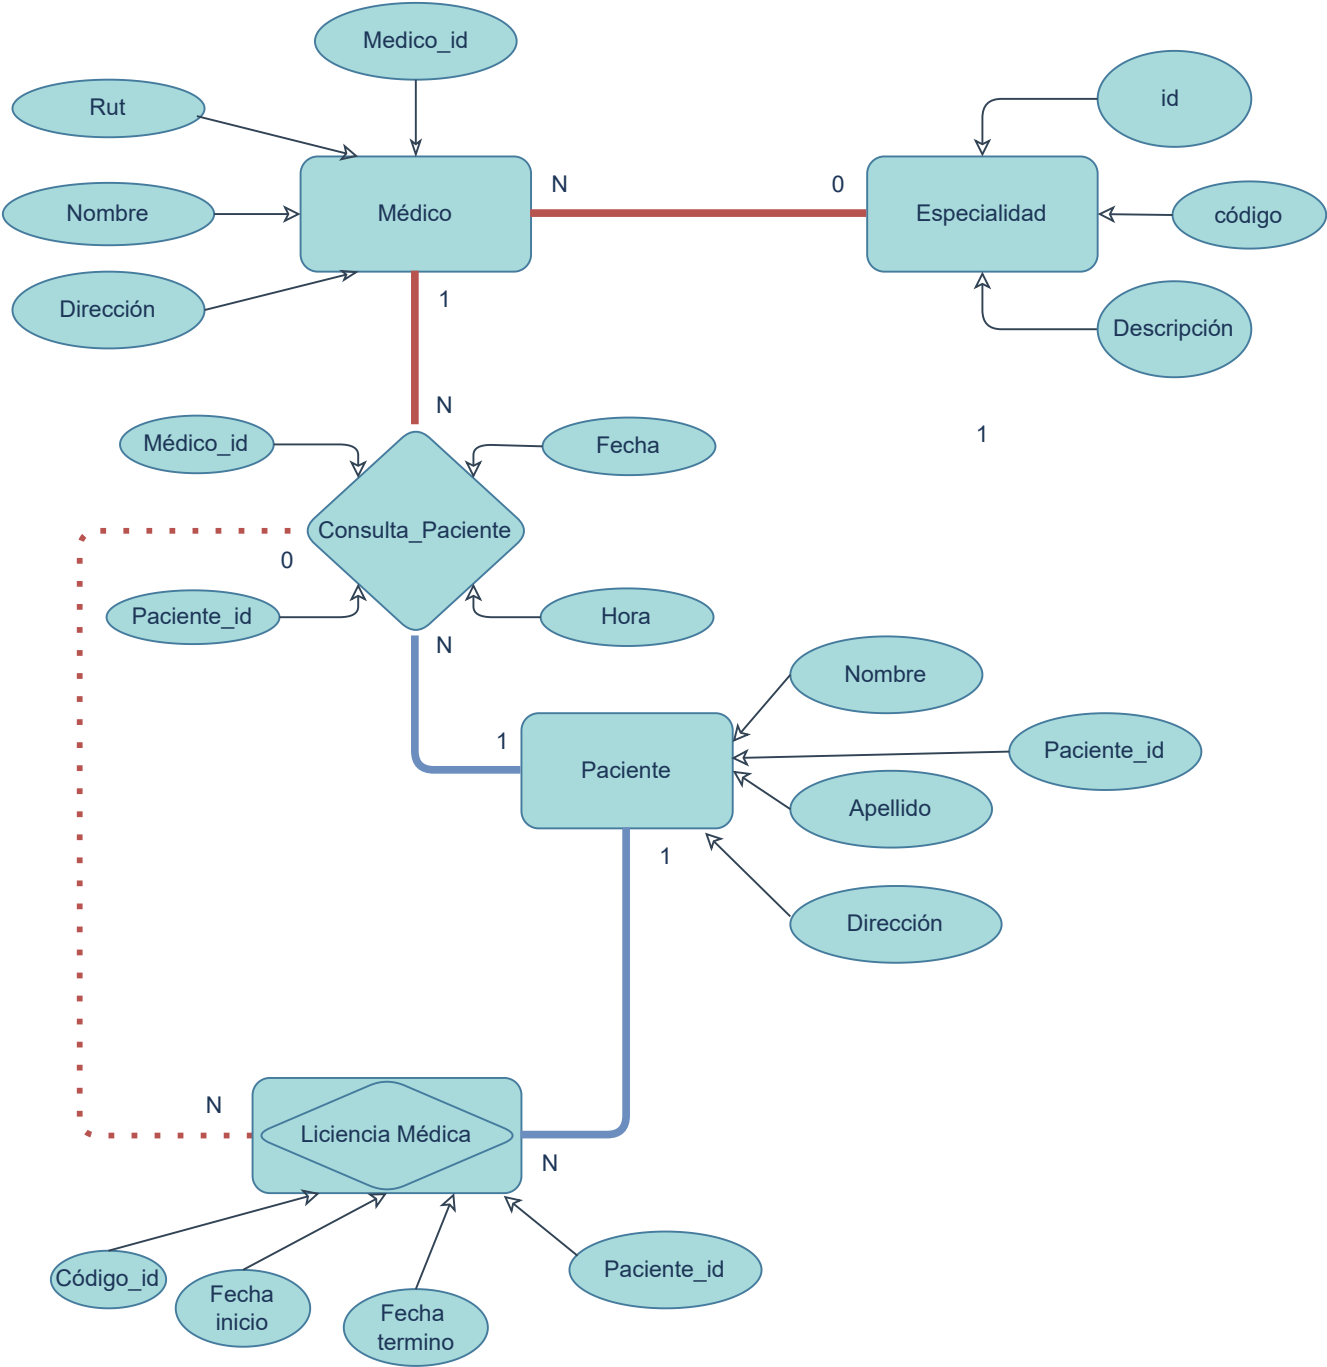 Medico_id
Rut
id
Nombre
Médico
N
0
Especialidad
código
Dirección
1
Descripción
N
Médico_id
Fecha
1
Consulta_Paciente
0
Paciente_id
Hora
N
Nombre
1
Paciente
Paciente_id
Apellido
1
Dirección
N
Liciencia Médica
N
Código_id
Fecha
inicio
Fecha
termino
Paciente_id